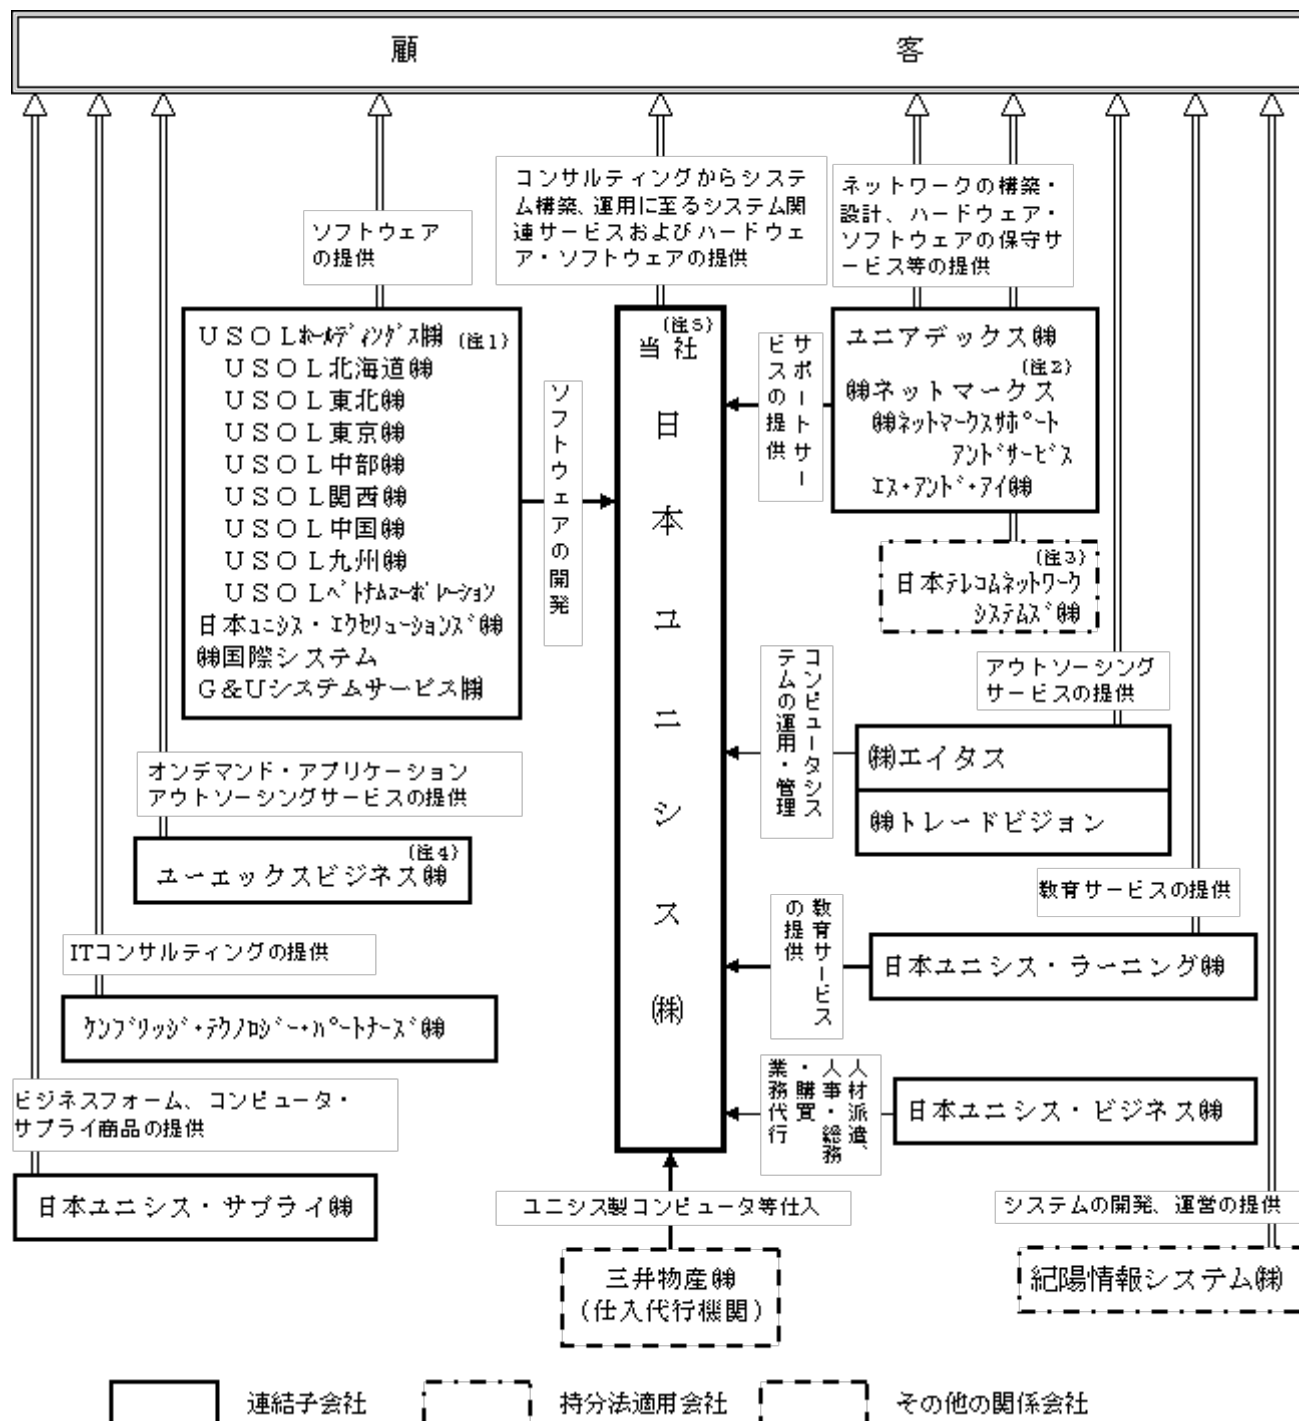 顧客
コンサルティングからシステ
ム構築、運用に至るシステム関
連サービスおよびハードウェ
ア・ソフトウェアの提供
ネットワークの構築・
設計、ハードウェア・
ソフトウェアの保守サ
ービス等の提供
ソフトウェア
の提供
USOLホールディングス㈱ (注1)
USOL北海道㈱
USOL東北㈱
USOL東京㈱
USOL中部㈱
USOL関西㈱
USOL中国㈱
USOL九州㈱
USOLベトナムコーポレーション
日本ユニシス・エクセリューションズ㈱
㈱国際システム
G&Uシステムサービス㈱
ソフトウェアの開発
(注5)
当社
日本ユニシス㈱
サポートサー
ビスの提供
ユニアデックス㈱
(注2)
㈱ネットマークス
㈱ネットマークスサポート
アンドサービス
エス・アンド・アイ㈱
(注3)
日本テレコムネットワーク
システムズ㈱
アウトソーシング
サービスの提供
コンピュータシス
テムの運用・管理
㈱エイタス
㈱トレードビジョン
オンデマンド・アプリケーション
アウトソーシングサービスの提供
(注4)
ユーエックスビジネス㈱
教育サービスの提供
教育サービス
の提供
日本ユニシス・ラーニング㈱
ITコンサルティングの提供
ケンブリッジ・テクノロジー・パートナーズ㈱
人材派遣、
人事・総務
・購買
業務代行
日本ユニシス・ビジネス㈱
ビジネスフォーム、コンピュータ・
サプライ商品の提供
日本ユニシス・サプライ㈱
ユニシス製コンピュータ等仕入
三井物産㈱
(仕入代行機関)
システムの開発、運営の提供
紀陽情報システム㈱
連結子会社 持分法適用会社 その他の関係会社